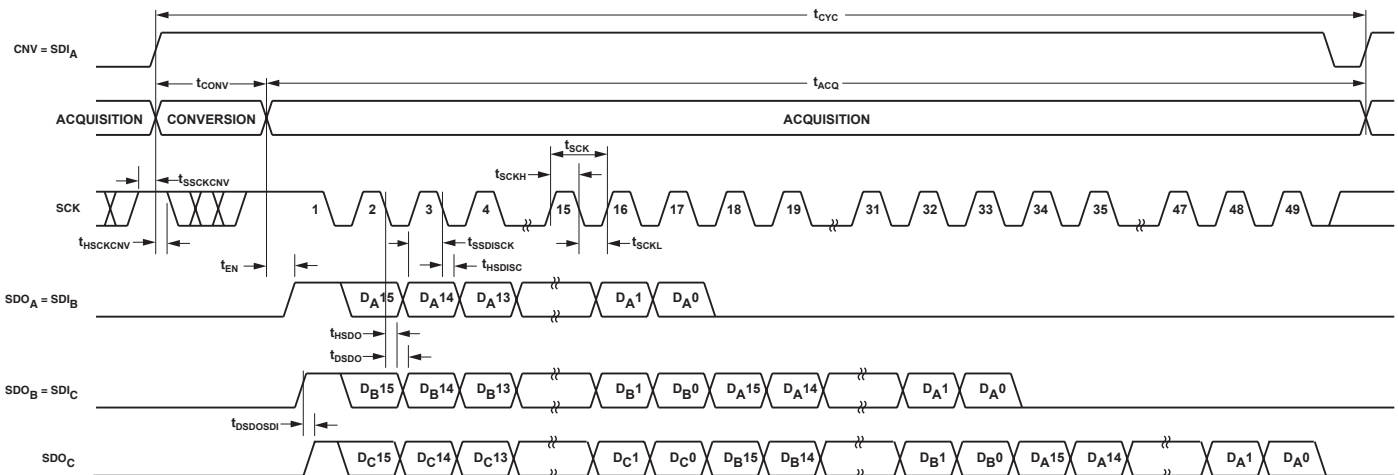 tCYC
CNV = SDIA
tCONV
tACQ
ACQUISITION
CONVERSION
ACQUISITION
tSCK
tSCKH
tSSCKCNV
SCK
1 2 3 4 15 16 17 18 19 31 32 33 34 35 47 48 49
tHSCKCNV
tSSDISCK
tSCKL
tEN
tHSDISC
SDOA = SDIB
DA15 DA14 DA13 DA1 DA0
tHSDO
tDSDO
SDOB = SDIC
DB15 DB14 DB13 DB1 DB0 DA15 DA14 DA1 DA0
tDSDOSDI
SDOC
DC15 DC14 DC13 DC1 DC0 DB15 DB14 DB1 DB0 DA15 DA14 DA1 DA0